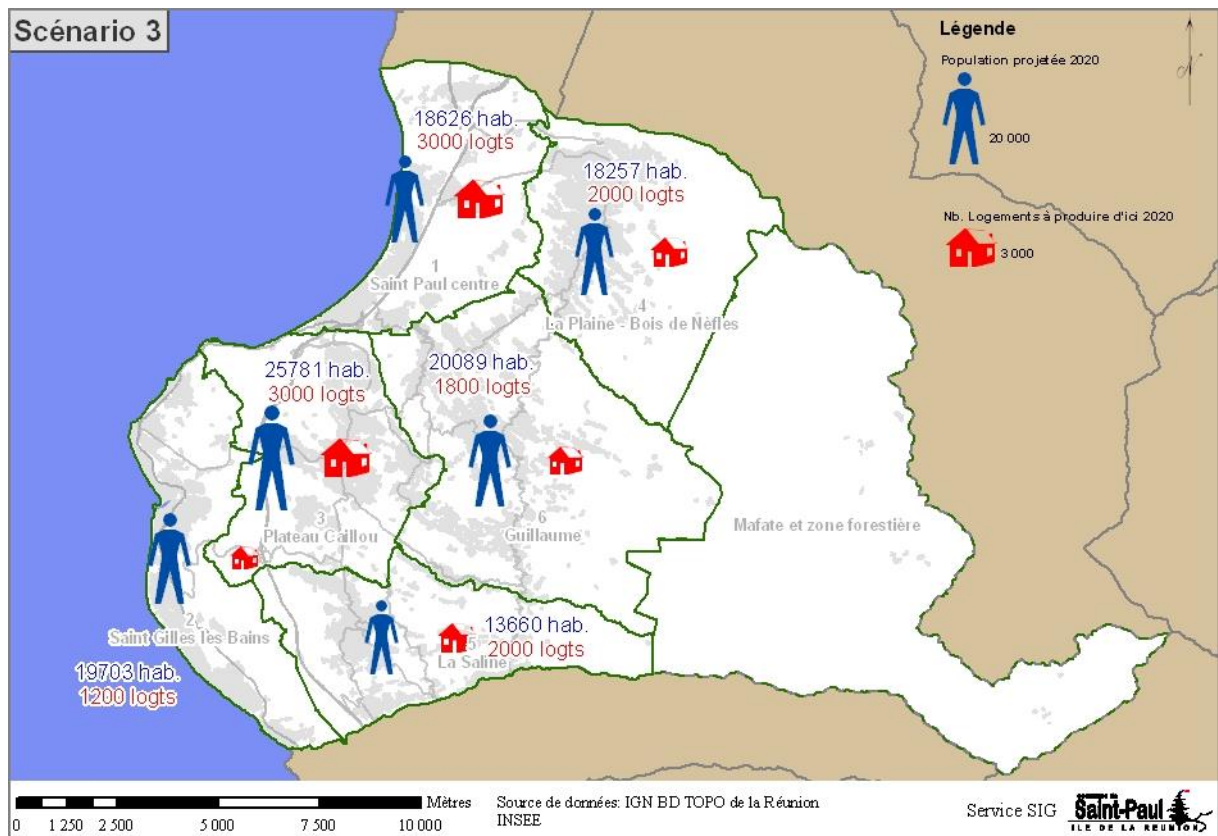 Scénario 3
Légende
Population projetée 2020
20 000
Nb. Logements à produire d'ici 2020
3 000
18626 hab.
3000 logts
1
Saint Paul centre
18257 hab.
2000 logts
4
La Plaine - Bois de Nèfles
25781 hab.
3000 logts
3
Plateau Caillou
20089 hab.
1800 logts
6
Guillaume
Mafate et zone forestière
2
Saint Gilles les Bains
19703 hab.
1200 logts
13660 hab.
2000 logts
5
La Saline
Mètres
0 1 250 2 500 5 000 7 500 10 000
Source de données: IGN BD TOPO de la Réunion
INSEE
Service SIG
Saint-Paul
ILE DE LA REUNION